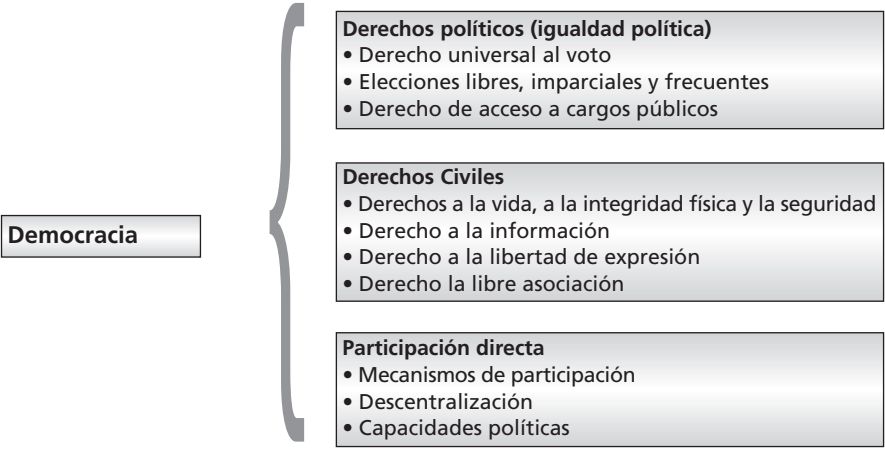 Derechos políticos (igualdad política)
• Derecho universal al voto
• Elecciones libres, imparciales y frecuentes
• Derecho de acceso a cargos públicos
Democracia
Derechos Civiles
• Derechos a la vida, a la integridad física y la seguridad
• Derecho a la información
• Derecho a la libertad de expresión
• Derecho la libre asociación
Participación directa
• Mecanismos de participación
• Descentralización
• Capacidades políticas